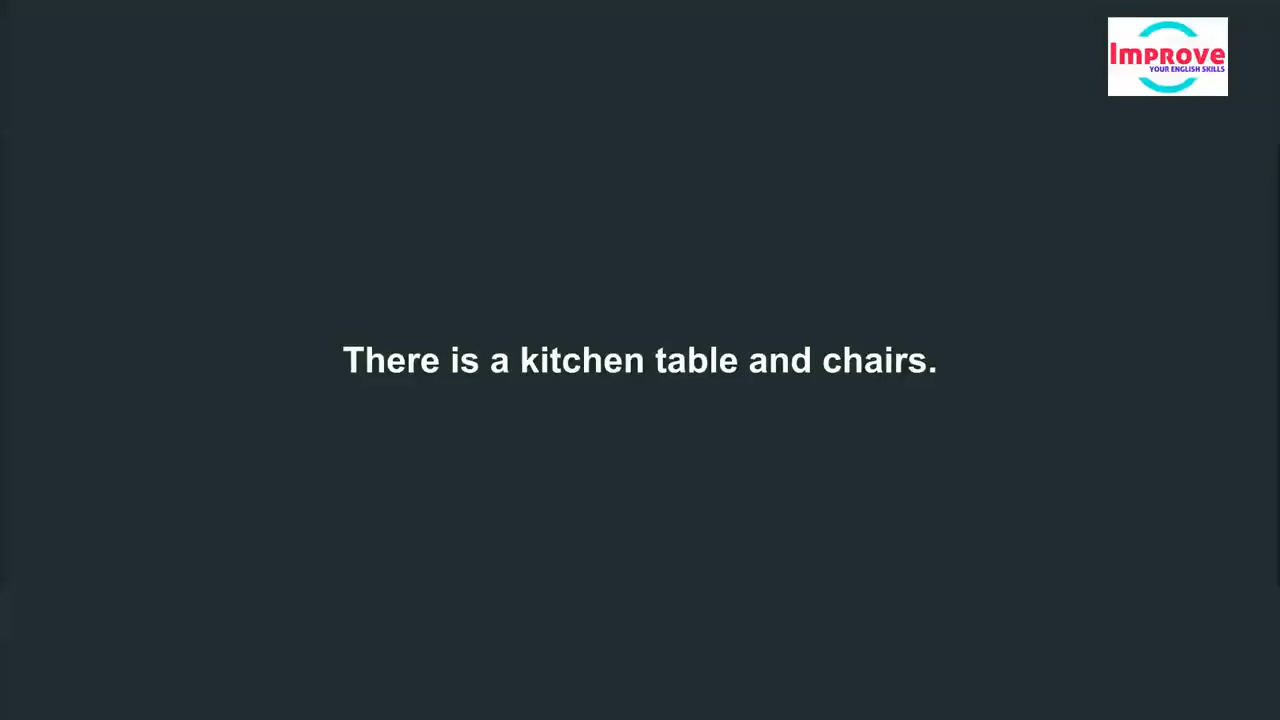 Improve
YOUR ENGLISH SKILLS
There is a kitchen table and chairs.